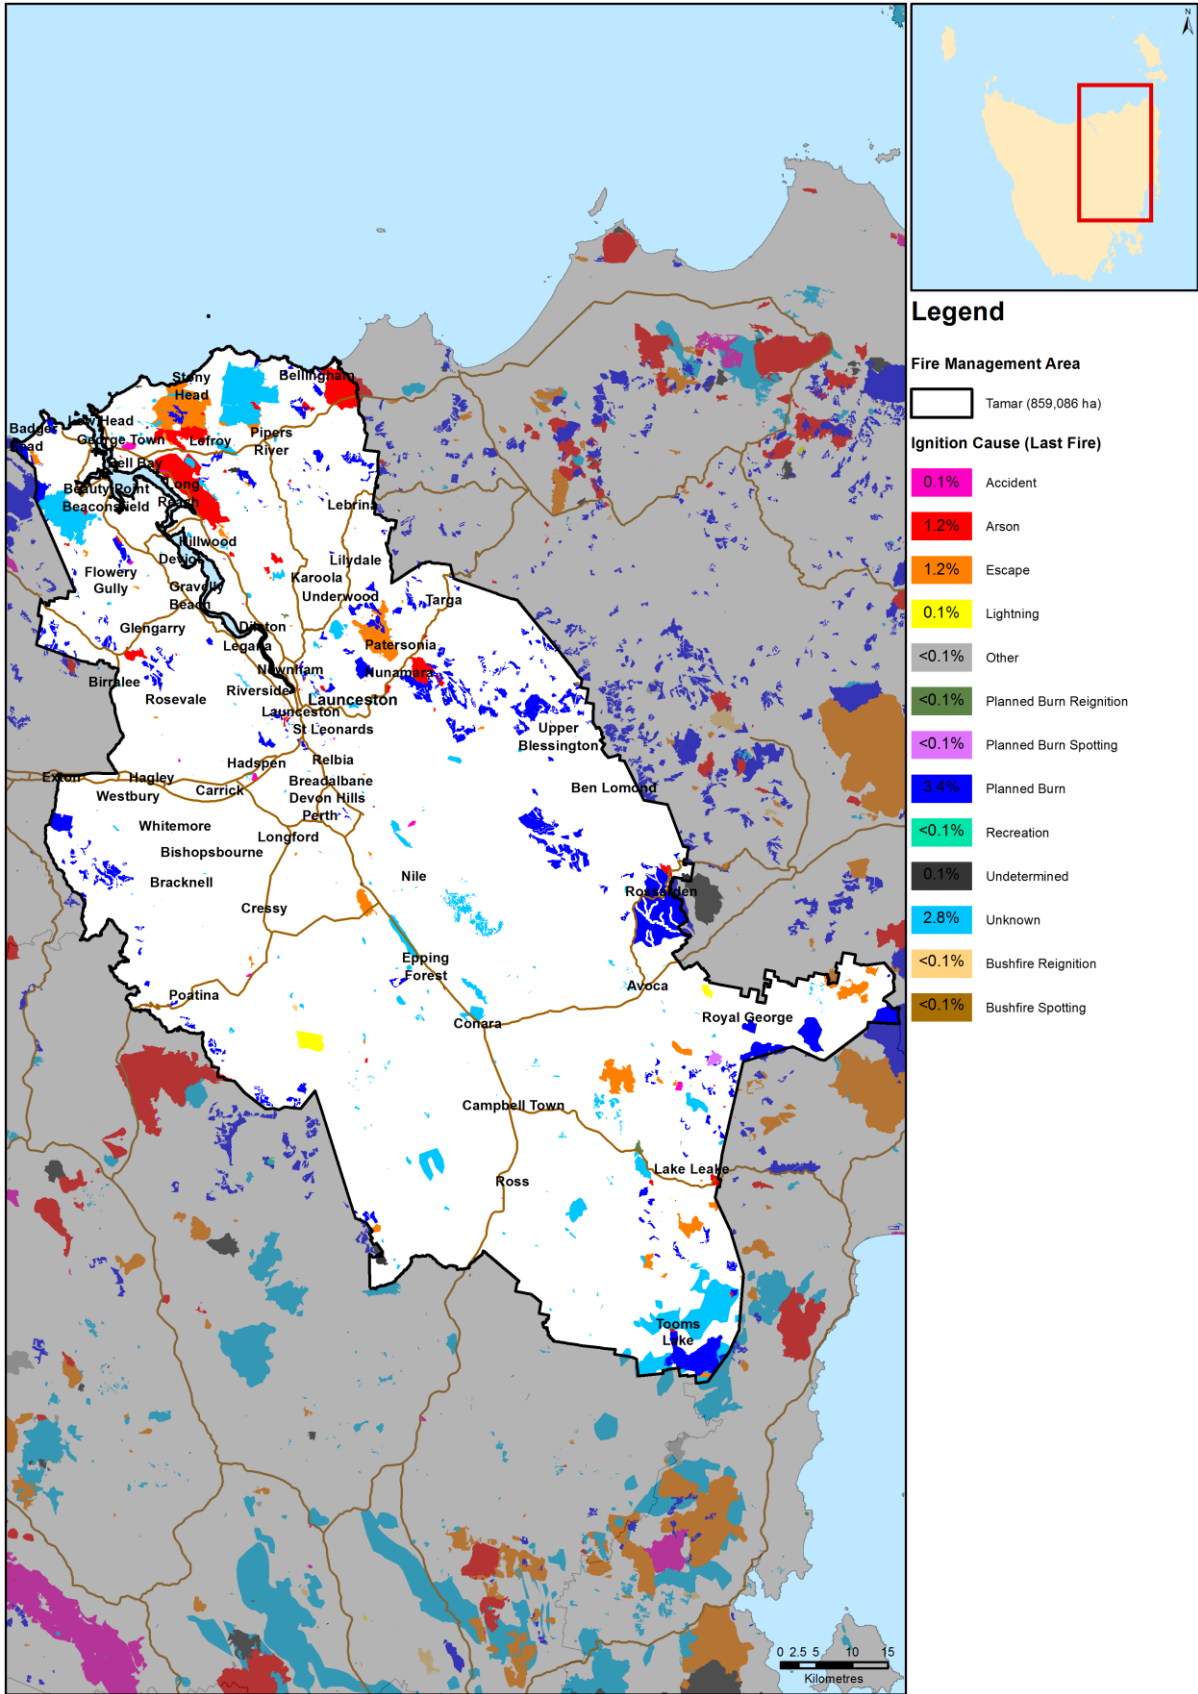 N
Legend
Fire Management Area
Tamar (859,086 ha)
Ignition Cause (Last Fire)
0.1% Accident
1.2% Arson
1.2% Escape
0.1% Lightning
<0.1% Other
<0.1% Planned Burn Reignition
<0.1% Planned Burn Spotting
3.4% Planned Burn
<0.1% Recreation
0.1% Undetermined
2.8% Unknown
<0.1% Bushfire Reignition
<0.1% Bushfire Spotting
Stony
Head
Bellingham
Low Head
Badger
Head
George Town
Lefroy
Pipers
River
Bell Bay
Long
Reach
Beauty Point
Beaconsfield
Lebrina
Hillwood
Deviot
Lilydale
Flowery
Gully
Karoola
Gravelly
Beach
Underwood
Targa
Glengarry
Dilston
Legana
Patersonia
Newnham
Nunamara
Birralee
Riverside
Rosevale
Launceston
Launceston
St Leonards
Upper
Blessington
Hadspen
Relbia
Exton
Hagley
Breadalbane
Westbury
Carrick
Devon Hills
Ben Lomond
Perth
Whitemore
Longford
Bishopsbourne
Bracknell
Nile
Rossarden
Cressy
Epping
Forest
Poatina
Avoca
Conara
Royal George
Campbell Town
Lake Leake
Ross
Tooms
Lake
0 2.5 5 10 15
Kilometres